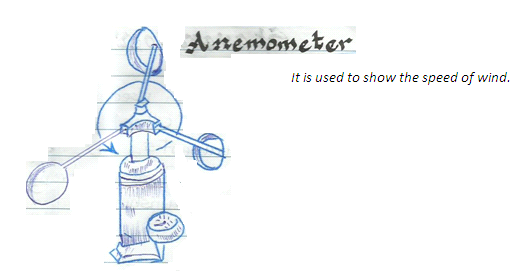 Anemometer
It is used to show the speed of wind.